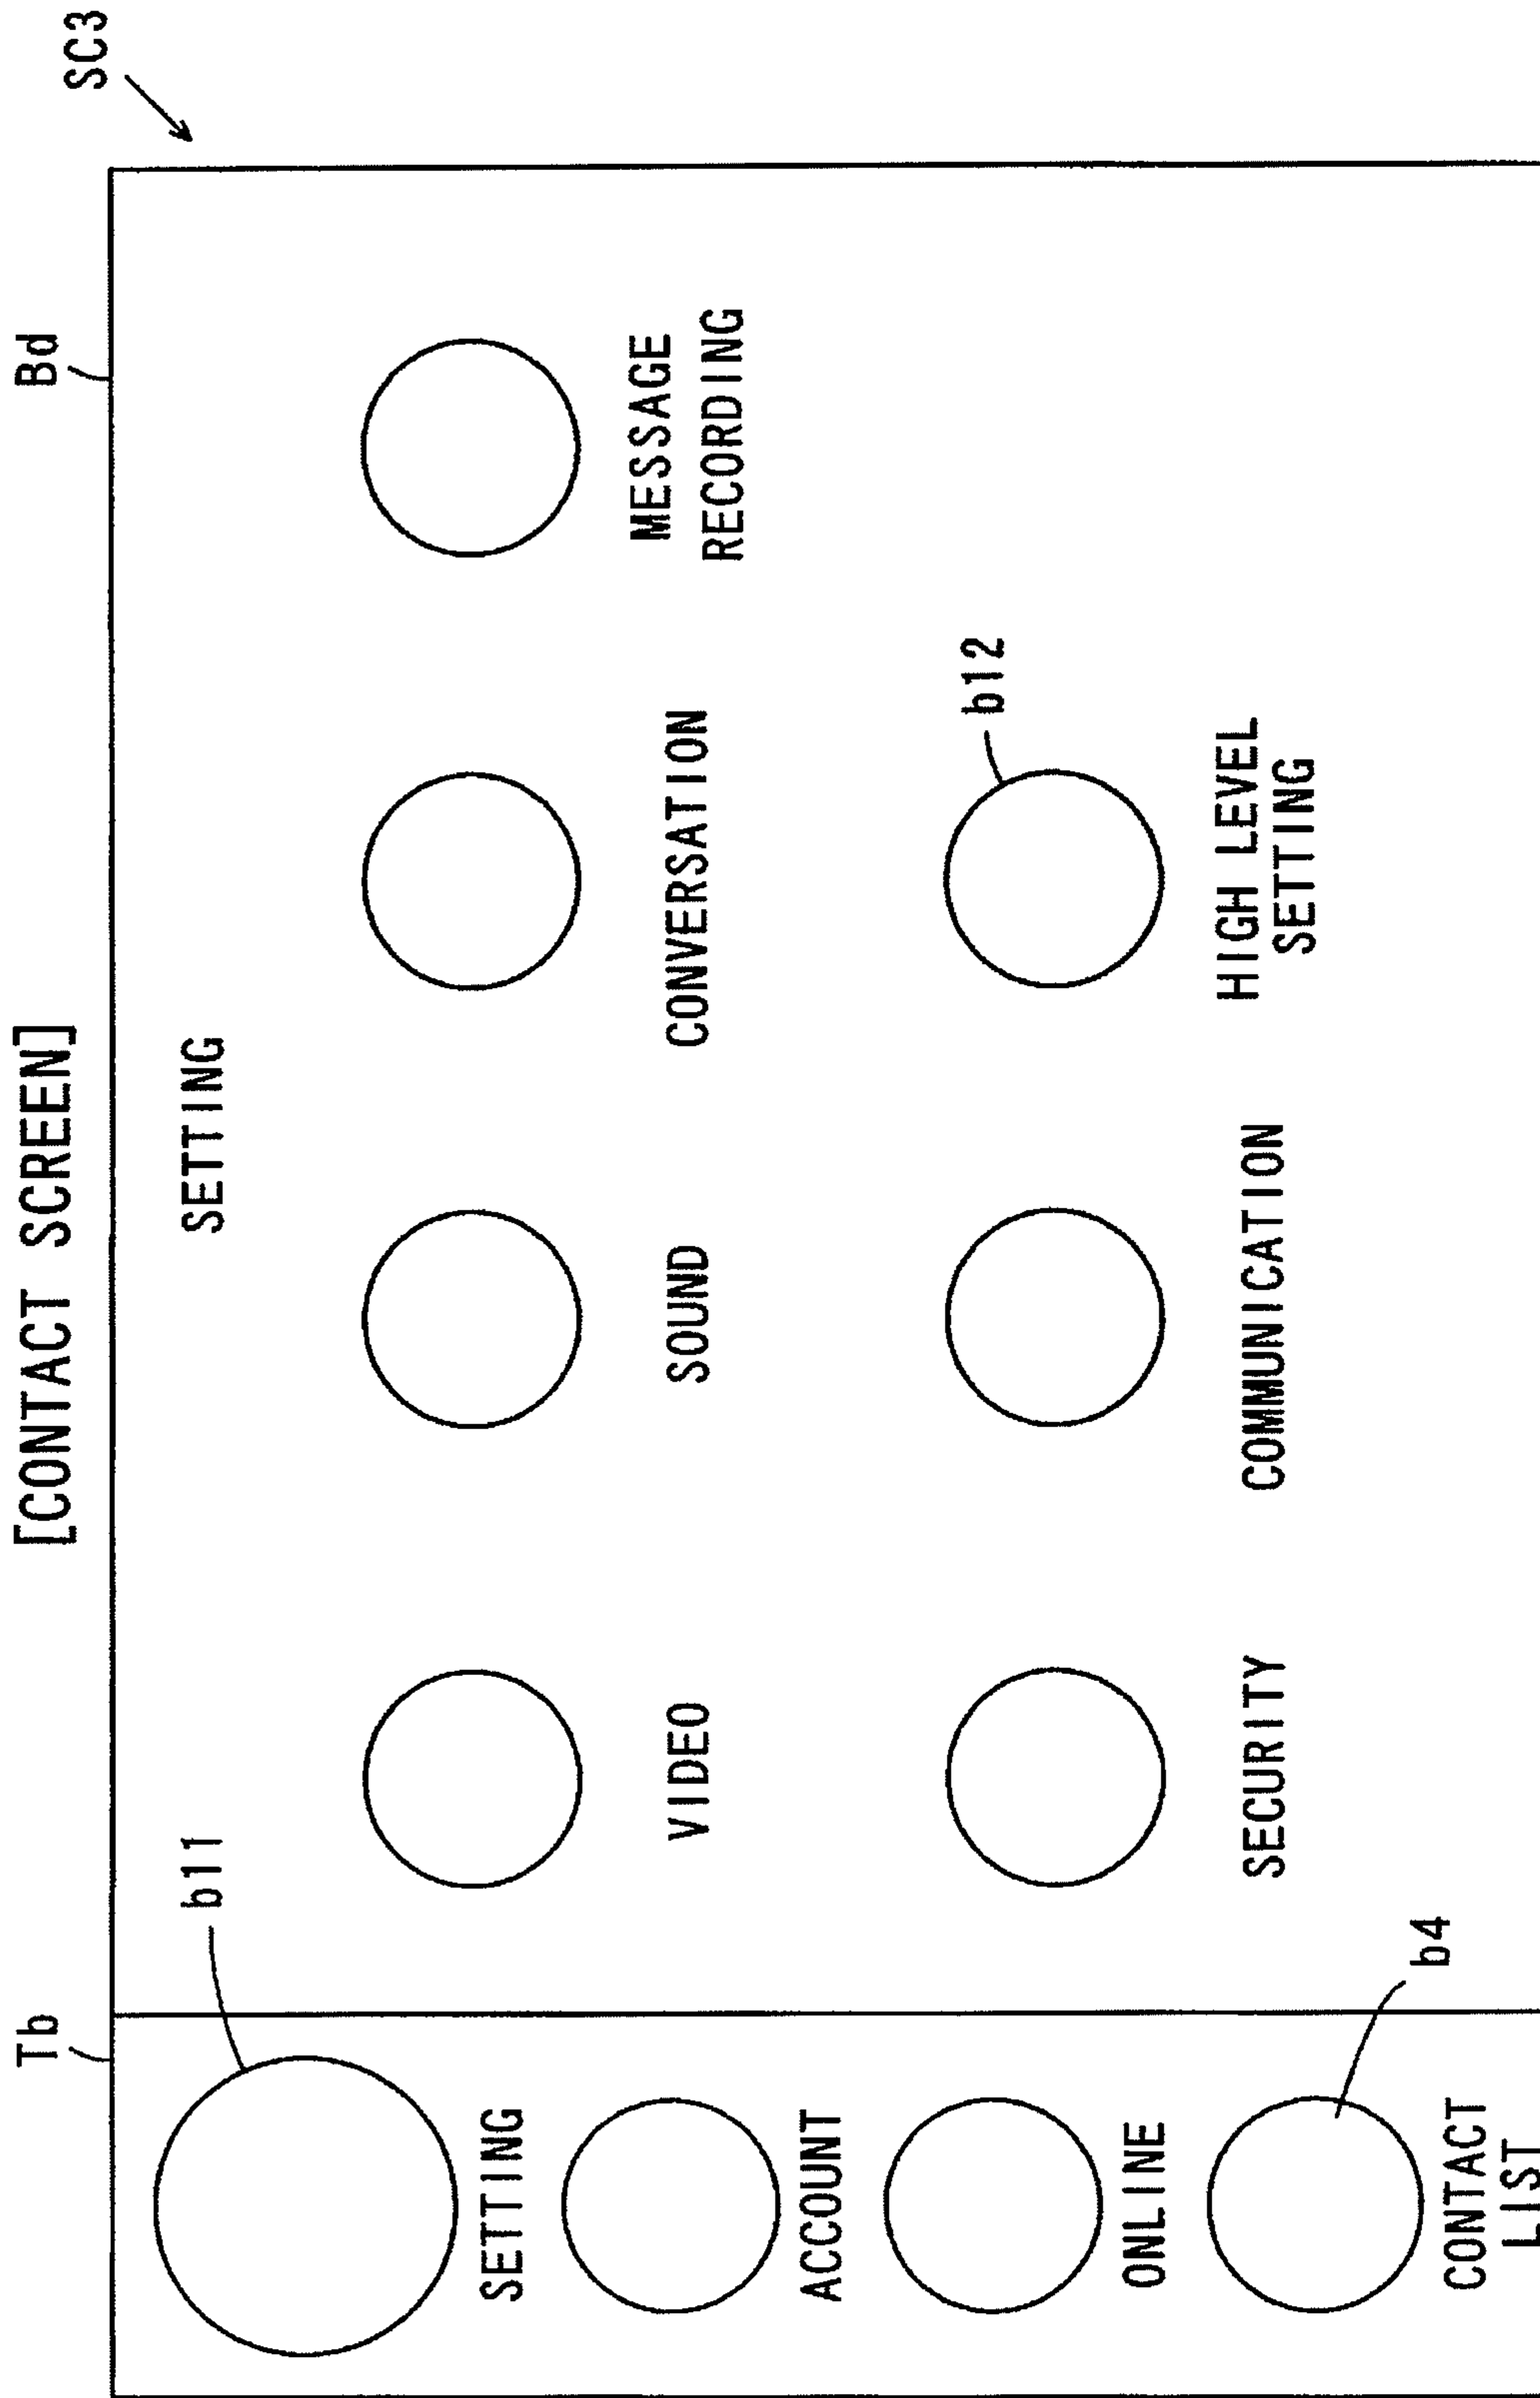 [CONTACT SCREEN]
SC3
Tb
Bd
b11
SETTING
SETTING
ACCOUNT
ONLINE
b4
CONTACT
LIST
VIDEO
SOUND
CONVERSATION
MESSAGE
RECORDING
b12
SECURITY
COMMUNICATION
HIGH LEVEL
SETTING